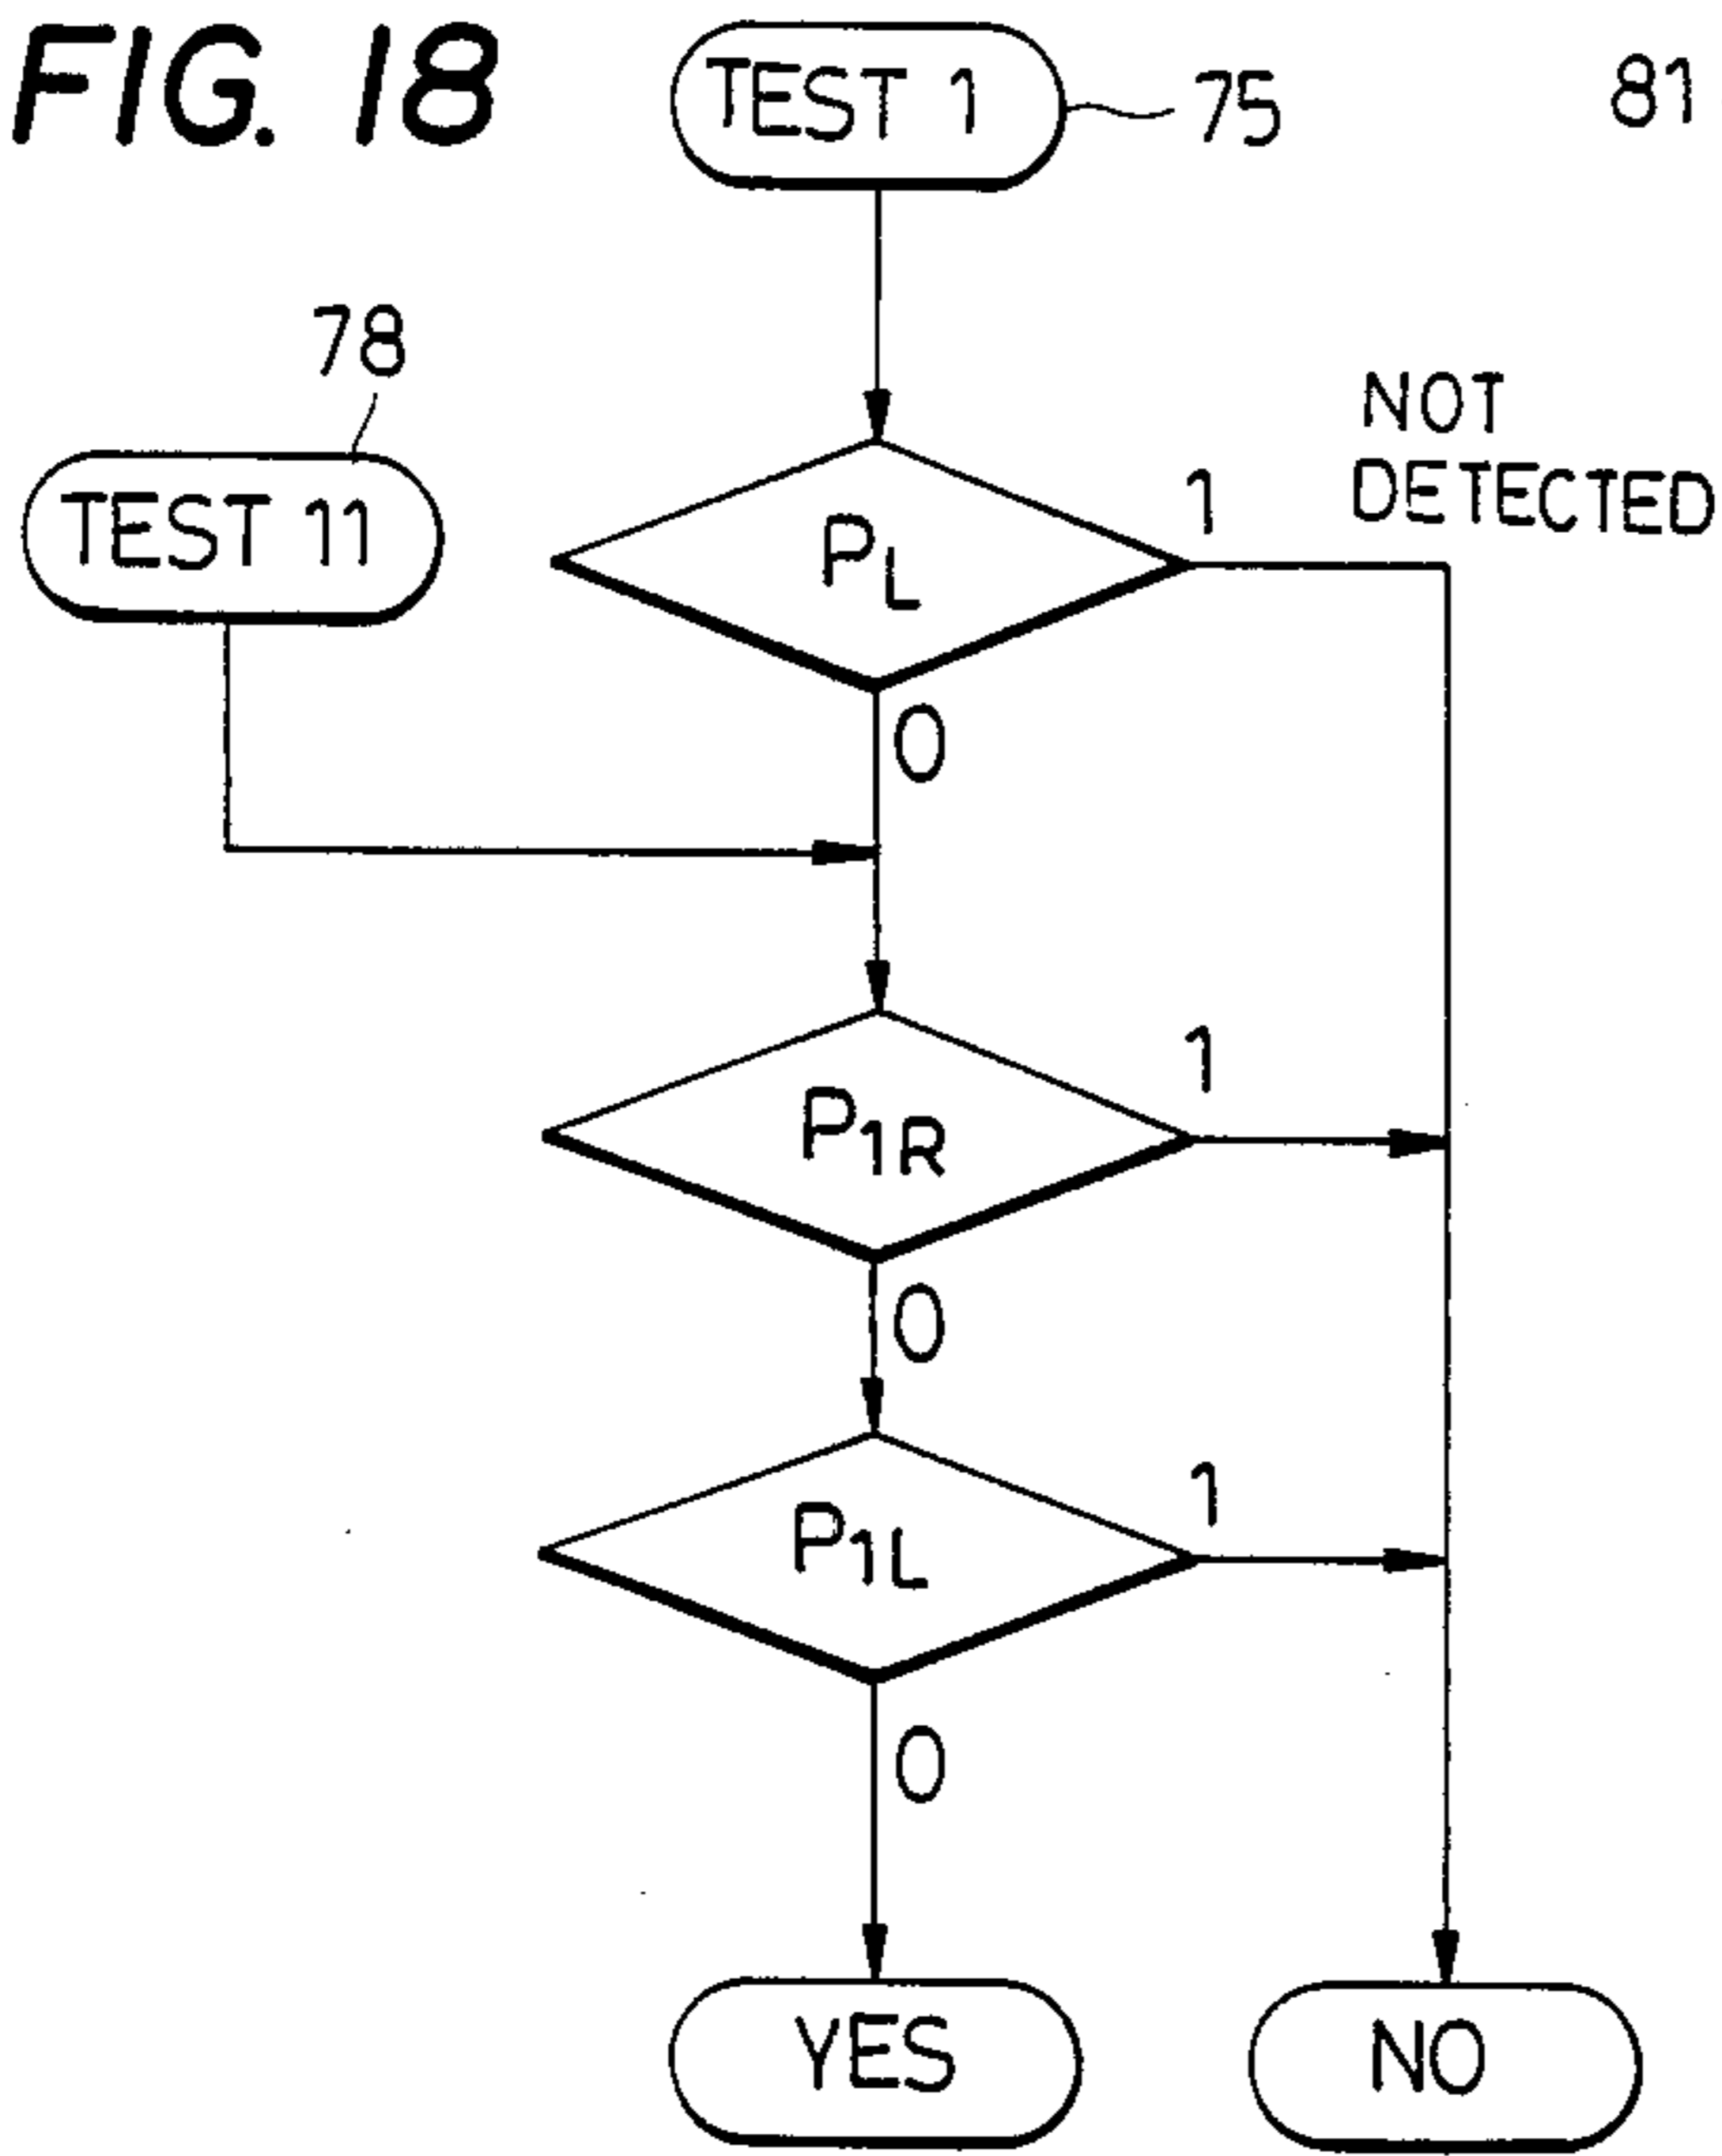 FIG. 18
TEST 1
75
81
78
TEST 11
NOT
DETECTED
PL
1
0
P1R
1
0
P1L
1
0
YES
NO